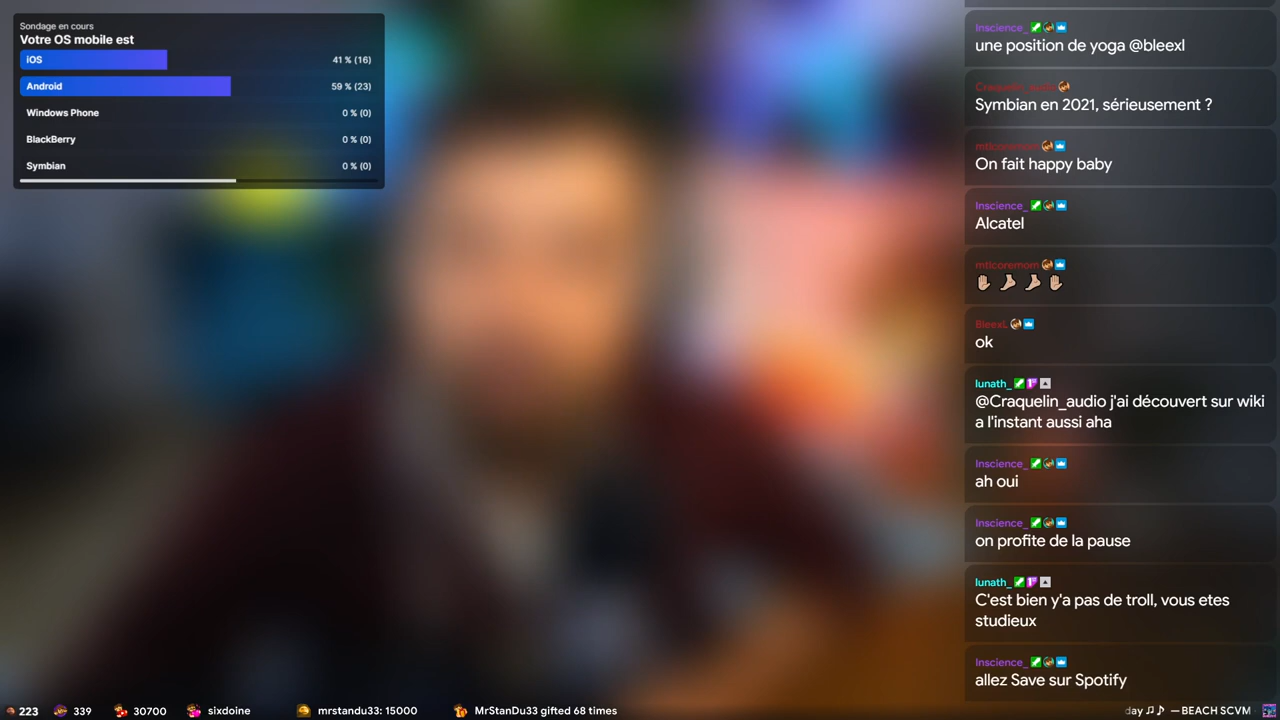 Sondage en cours
Votre OS mobile est
iOS 41 % (16)
Android 59 % (23)
Windows Phone 0 % (0)
BlackBerry 0 % (0)
Symbian 0 % (0)
Inscience_
une position de yoga @bleexl
Craquelin_audio
Symbian en 2021, sérieusement ?
mticoremom
On fait happy baby
Inscience_
Alcatel
mticoremom
✋🏼 🦶🏼 🦶🏼 ✋🏼
BleexL
ok
lunath_
@Craquelin_audio j'ai découvert sur wiki
a l'instant aussi aha
Inscience_
ah oui
Inscience_
on profite de la pause
lunath_
C'est bien y'a pas de troll, vous etes
studieux
Inscience_
allez Save sur Spotify
223 339 30700 sixdoine mrstandu33: 15000 MrStanDu33 gifted 68 times day ♫ ♪ — BEACH SCVM